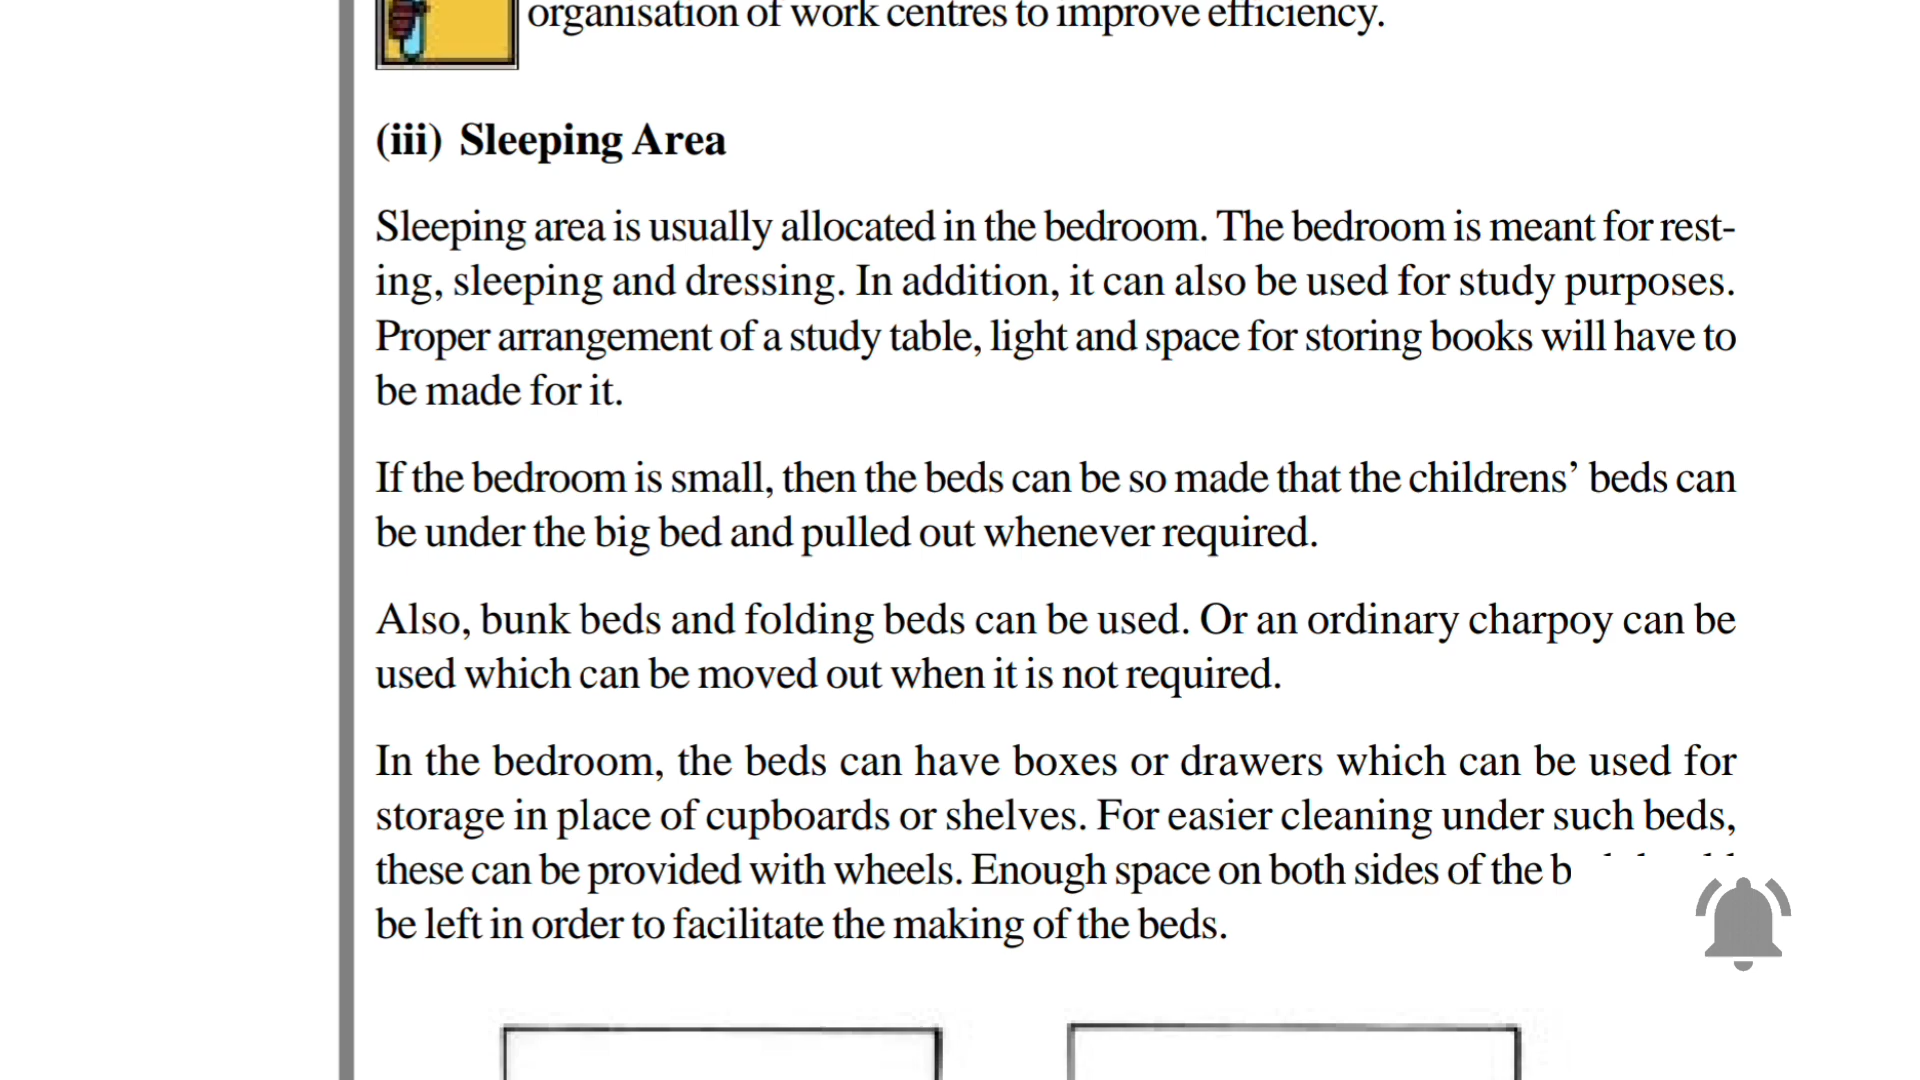 organisation of work centres to improve efficiency.
(iii) Sleeping Area
Sleeping area is usually allocated in the bedroom. The bedroom is meant for rest-
ing, sleeping and dressing. In addition, it can also be used for study purposes.
Proper arrangement of a study table, light and space for storing books will have to
be made for it.
If the bedroom is small, then the beds can be so made that the childrens’ beds can
be under the big bed and pulled out whenever required.
Also, bunk beds and folding beds can be used. Or an ordinary charpoy can be
used which can be moved out when it is not required.
In the bedroom, the beds can have boxes or drawers which can be used for
storage in place of cupboards or shelves. For easier cleaning under such beds,
these can be provided with wheels. Enough space on both sides of the
be left in order to facilitate the making of the beds.